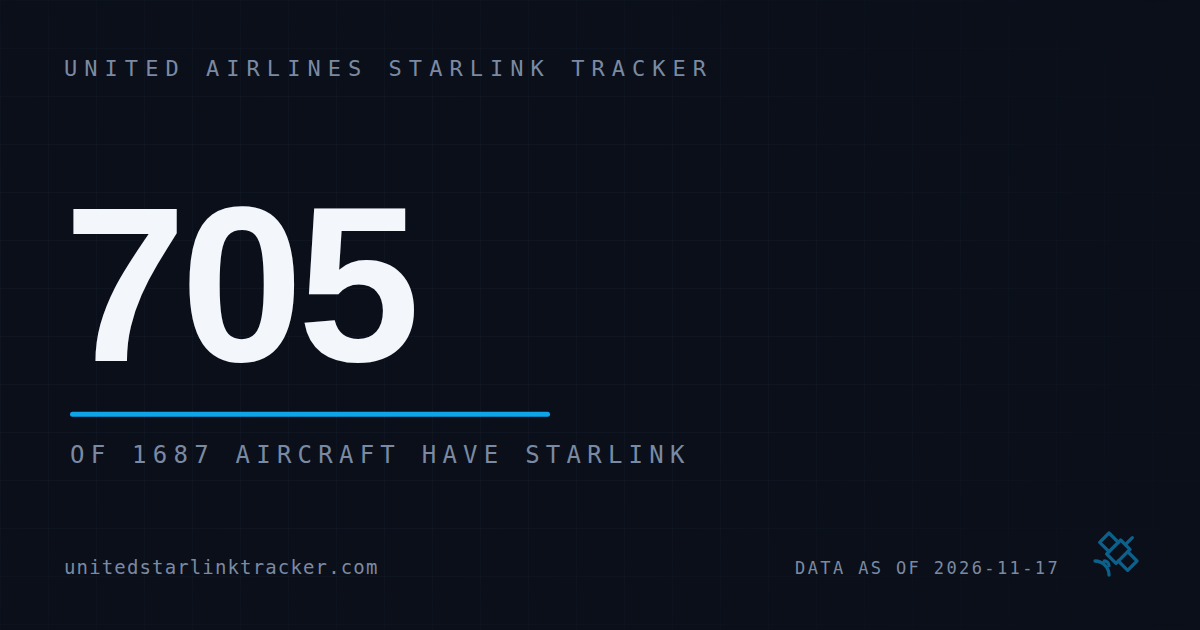 UNITED AIRLINES STARLINK TRACKER
705
OF 1687 AIRCRAFT HAVE STARLINK
unitedstarlinktracker.com
DATA AS OF 2026-11-17